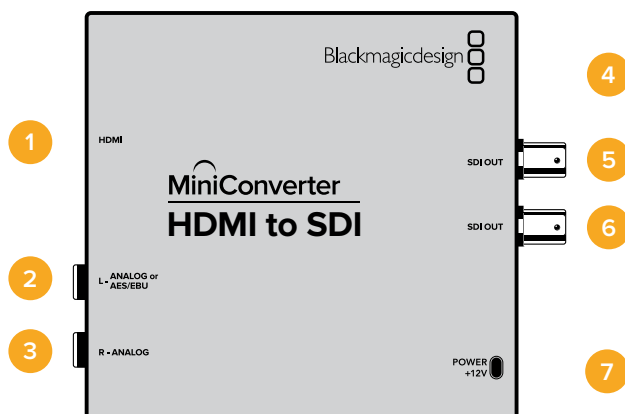 Blackmagicdesign
4
1
HDMI
SDI OUT
5
MiniConverter
HDMI to SDI
SDI OUT
6
2
L - ANALOG or
AES/EBU
3
R - ANALOG
POWER
+12V
7